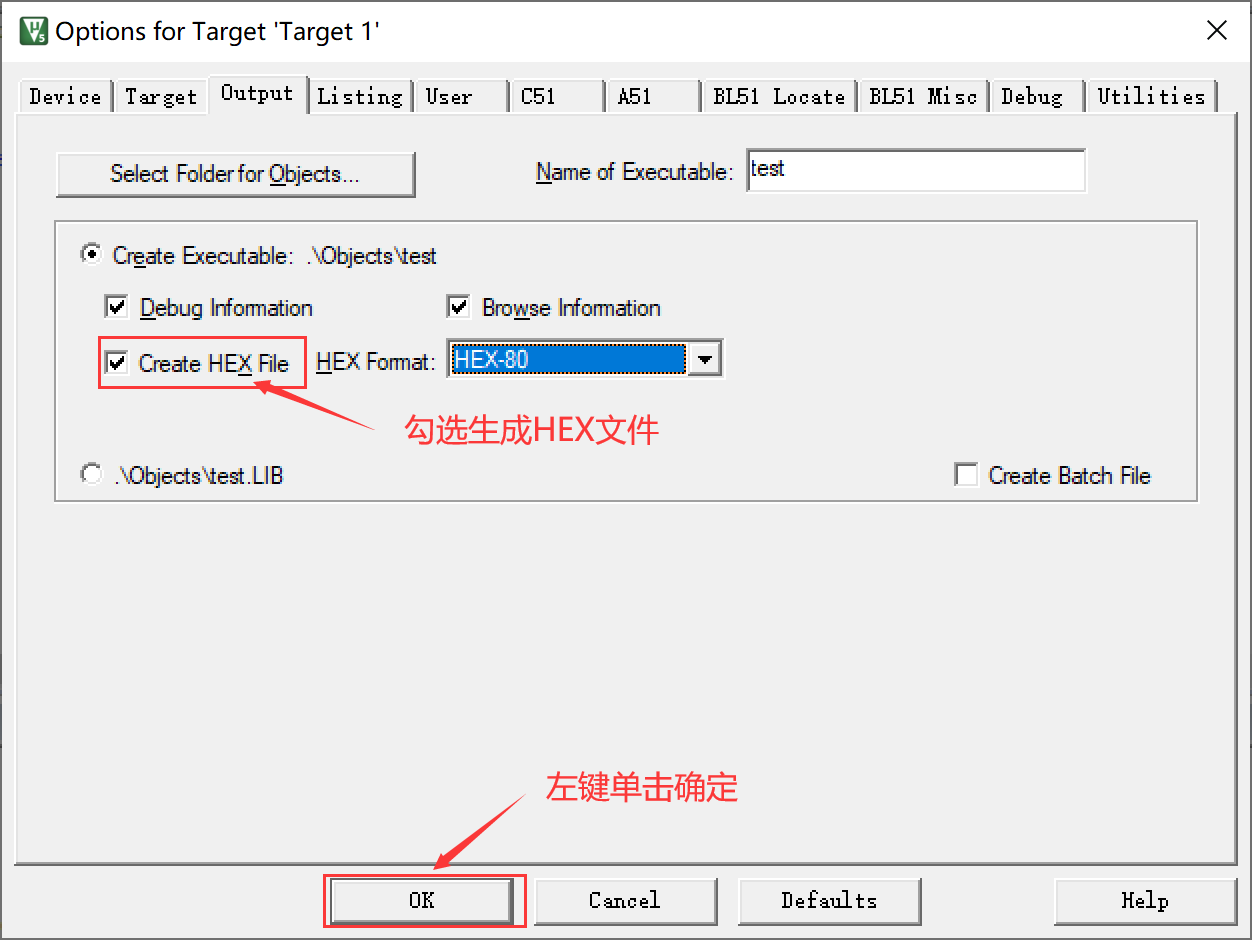 Options for Target 'Target 1'
Device Target Output Listing User C51 A51 BL51 Locate BL51 Misc Debug Utilities
Select Folder for Objects... Name of Executable: test
Create Executable: .\Objects\test
Debug Information Browse Information
Create HEX File HEX Format: HEX-80
勾选生成HEX文件
.\Objects\test.LIB Create Batch File
左键单击确定
OK Cancel Defaults Help